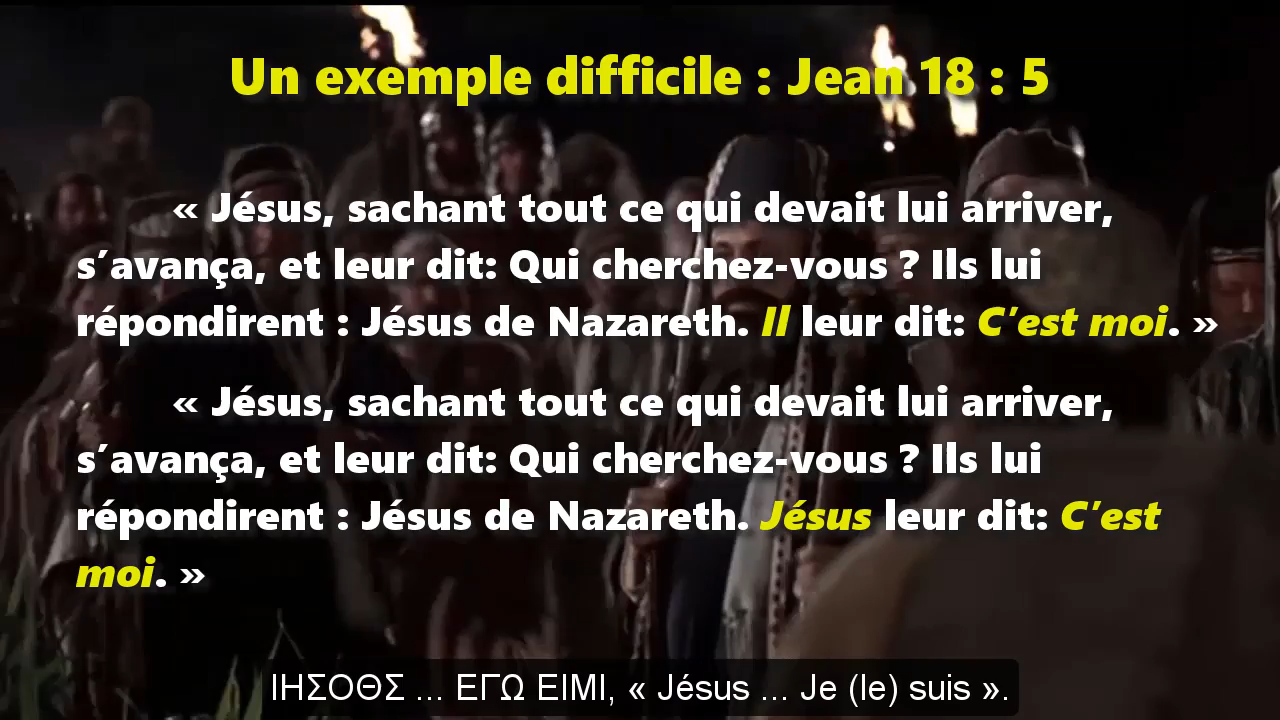 Un exemple difficile : Jean 18 : 5
« Jésus, sachant tout ce qui devait lui arriver,
s’avança, et leur dit: Qui cherchez-vous ? Ils lui
répondirent : Jésus de Nazareth. Il leur dit: C’est moi. »
« Jésus, sachant tout ce qui devait lui arriver,
s’avança, et leur dit: Qui cherchez-vous ? Ils lui
répondirent : Jésus de Nazareth. Jésus leur dit: C’est
moi. »
ΙΗΣΟΘΣ ... ΕΓΩ ΕΙΜΙ, « Jésus ... Je (le) suis ».